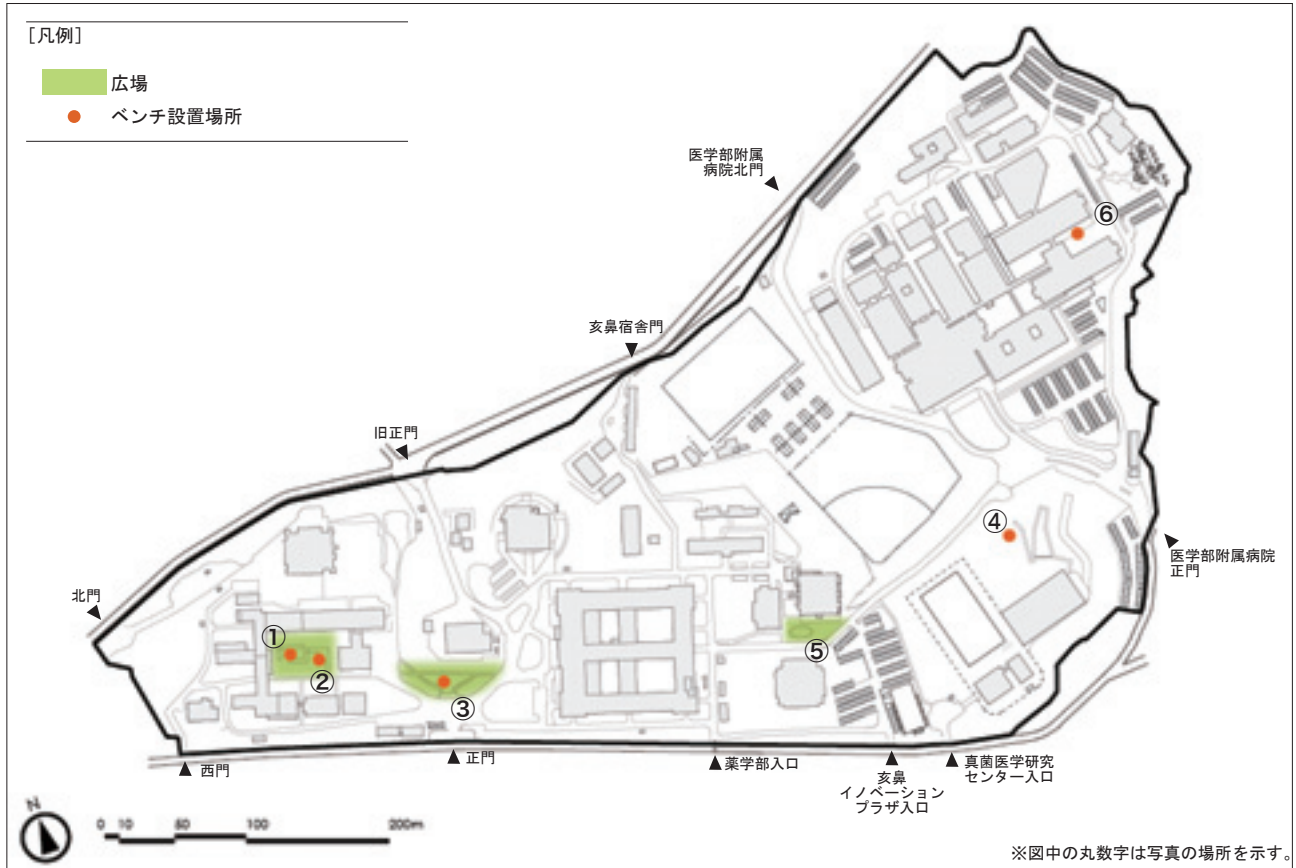 [凡例]
広場
ベンチ設置場所
医学部附属
病院北門
⑥
亥鼻宿舎門
旧正門
④
医学部附属病院
正門
北門
①
②
③
⑤
西門
正門
薬学部入口
亥鼻
イノベーション
プラザ入口
真菌医学研究
センター入口
N
0 10 50 100 200m
※図中の丸数字は写真の場所を示す。